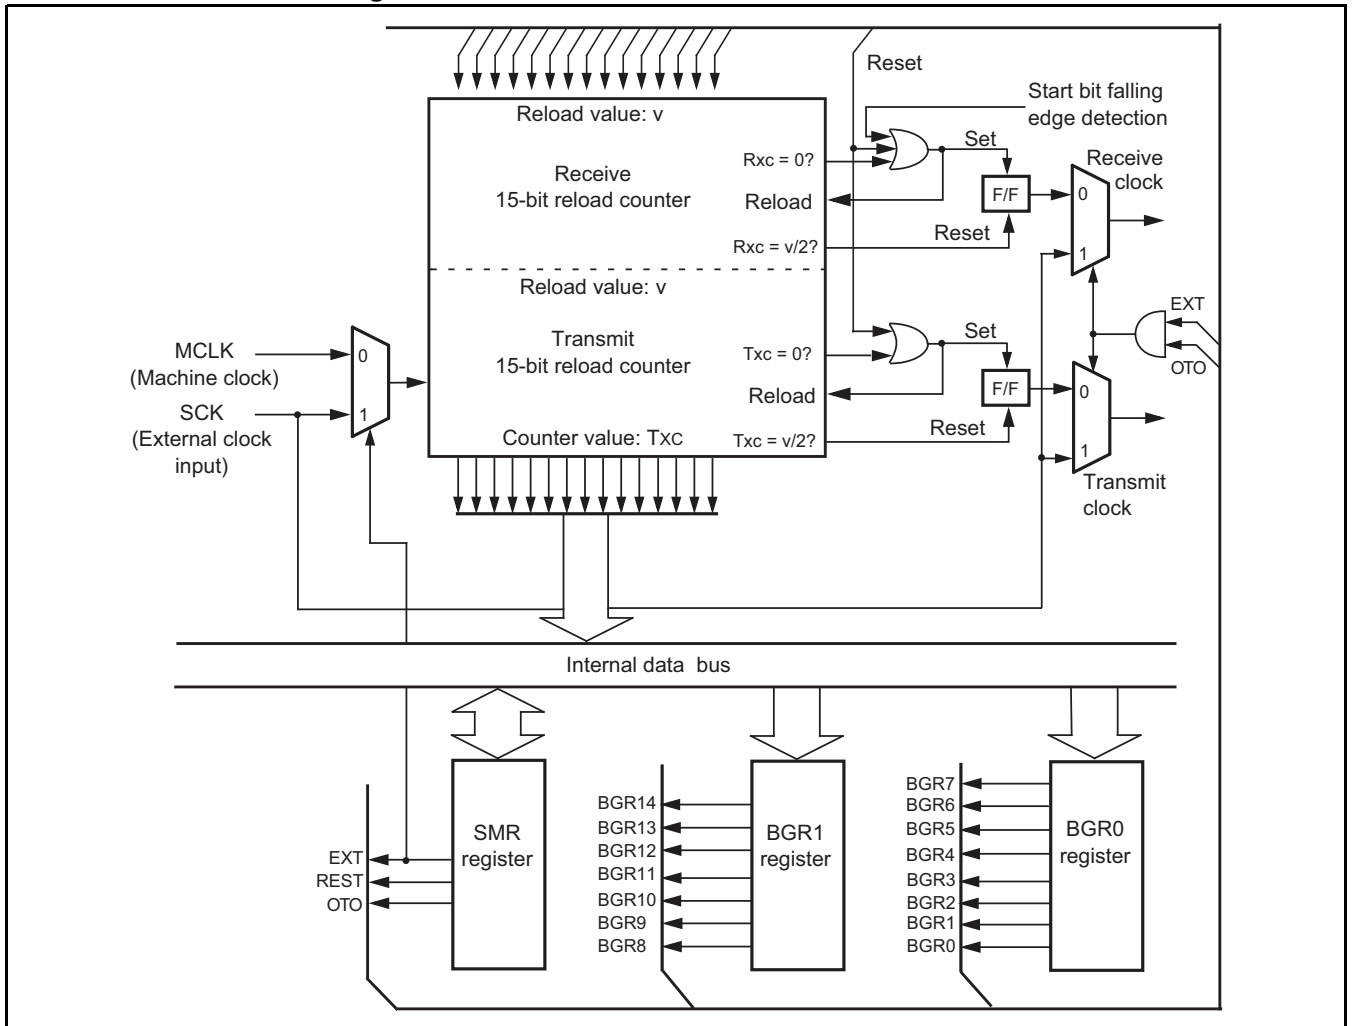 Reset
Start bit falling
edge detection
Reload value: v
Receive
15-bit reload counter
Rxc = 0?
Reload
Rxc = v/2?
Set
F/F
Reset
Receive
clock
0
1
Reload value: v
Transmit
15-bit reload counter
Txc = 0?
Reload
Txc = v/2?
Counter value: TXC
Set
F/F
Reset
EXT
OTO
0
1
Transmit
clock
MCLK
(Machine clock)
SCK
(External clock
input)
0
1
Internal data bus
SMR
register
EXT
REST
OTO
BGR1
register
BGR14
BGR13
BGR12
BGR11
BGR10
BGR9
BGR8
BGR0
register
BGR7
BGR6
BGR5
BGR4
BGR3
BGR2
BGR1
BGR0